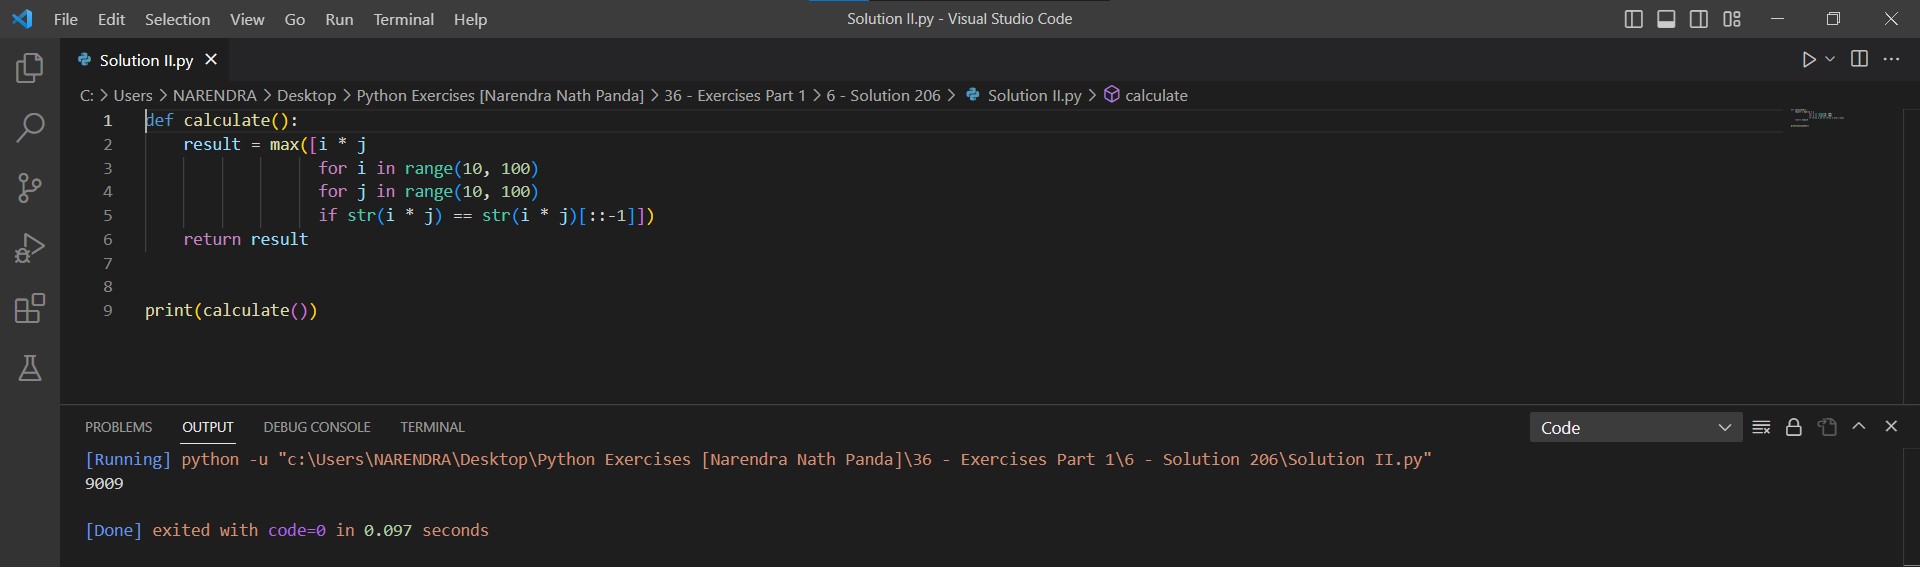 File Edit Selection View Go Run Terminal Help Solution II.py - Visual Studio Code
Solution II.py
C: > Users > NARENDRA > Desktop > Python Exercises [Narendra Nath Panda] > 36 - Exercises Part 1 > 6 - Solution 206 > Solution II.py > calculate
1 def calculate():
2     result = max([i * j
3                   for i in range(10, 100)
4                   for j in range(10, 100)
5                   if str(i * j) == str(i * j)[::-1]])
6     return result
7
8
9 print(calculate())
PROBLEMS OUTPUT DEBUG CONSOLE TERMINAL Code
[Running] python -u "c:\Users\NARENDRA\Desktop\Python Exercises [Narendra Nath Panda]\36 - Exercises Part 1\6 - Solution 206\Solution II.py"
9009
[Done] exited with code=0 in 0.097 seconds